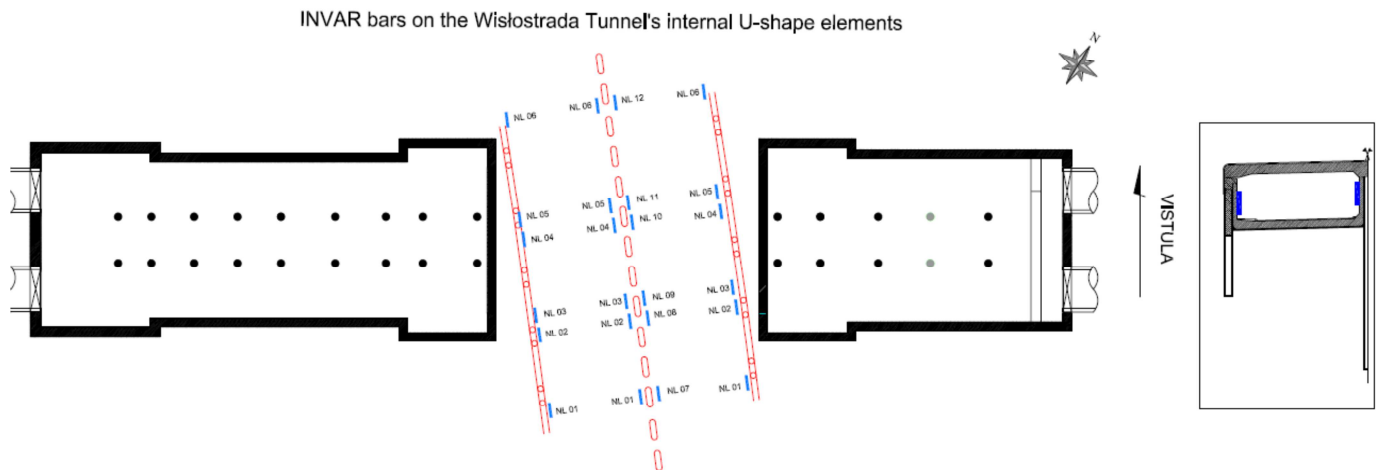 INVAR bars on the Wisłostrada Tunnel's internal U-shape elements
N
NL 06
NL 06 NL 12
NL 06
NL 05
NL 04
NL 05 NL 11
NL 04 NL 10
NL 05
NL 04
NL 03
NL 02
NL 03 NL 09
NL 02 NL 08
NL 03
NL 02
NL 01
NL 01 NL 07
NL 01
VISTULA